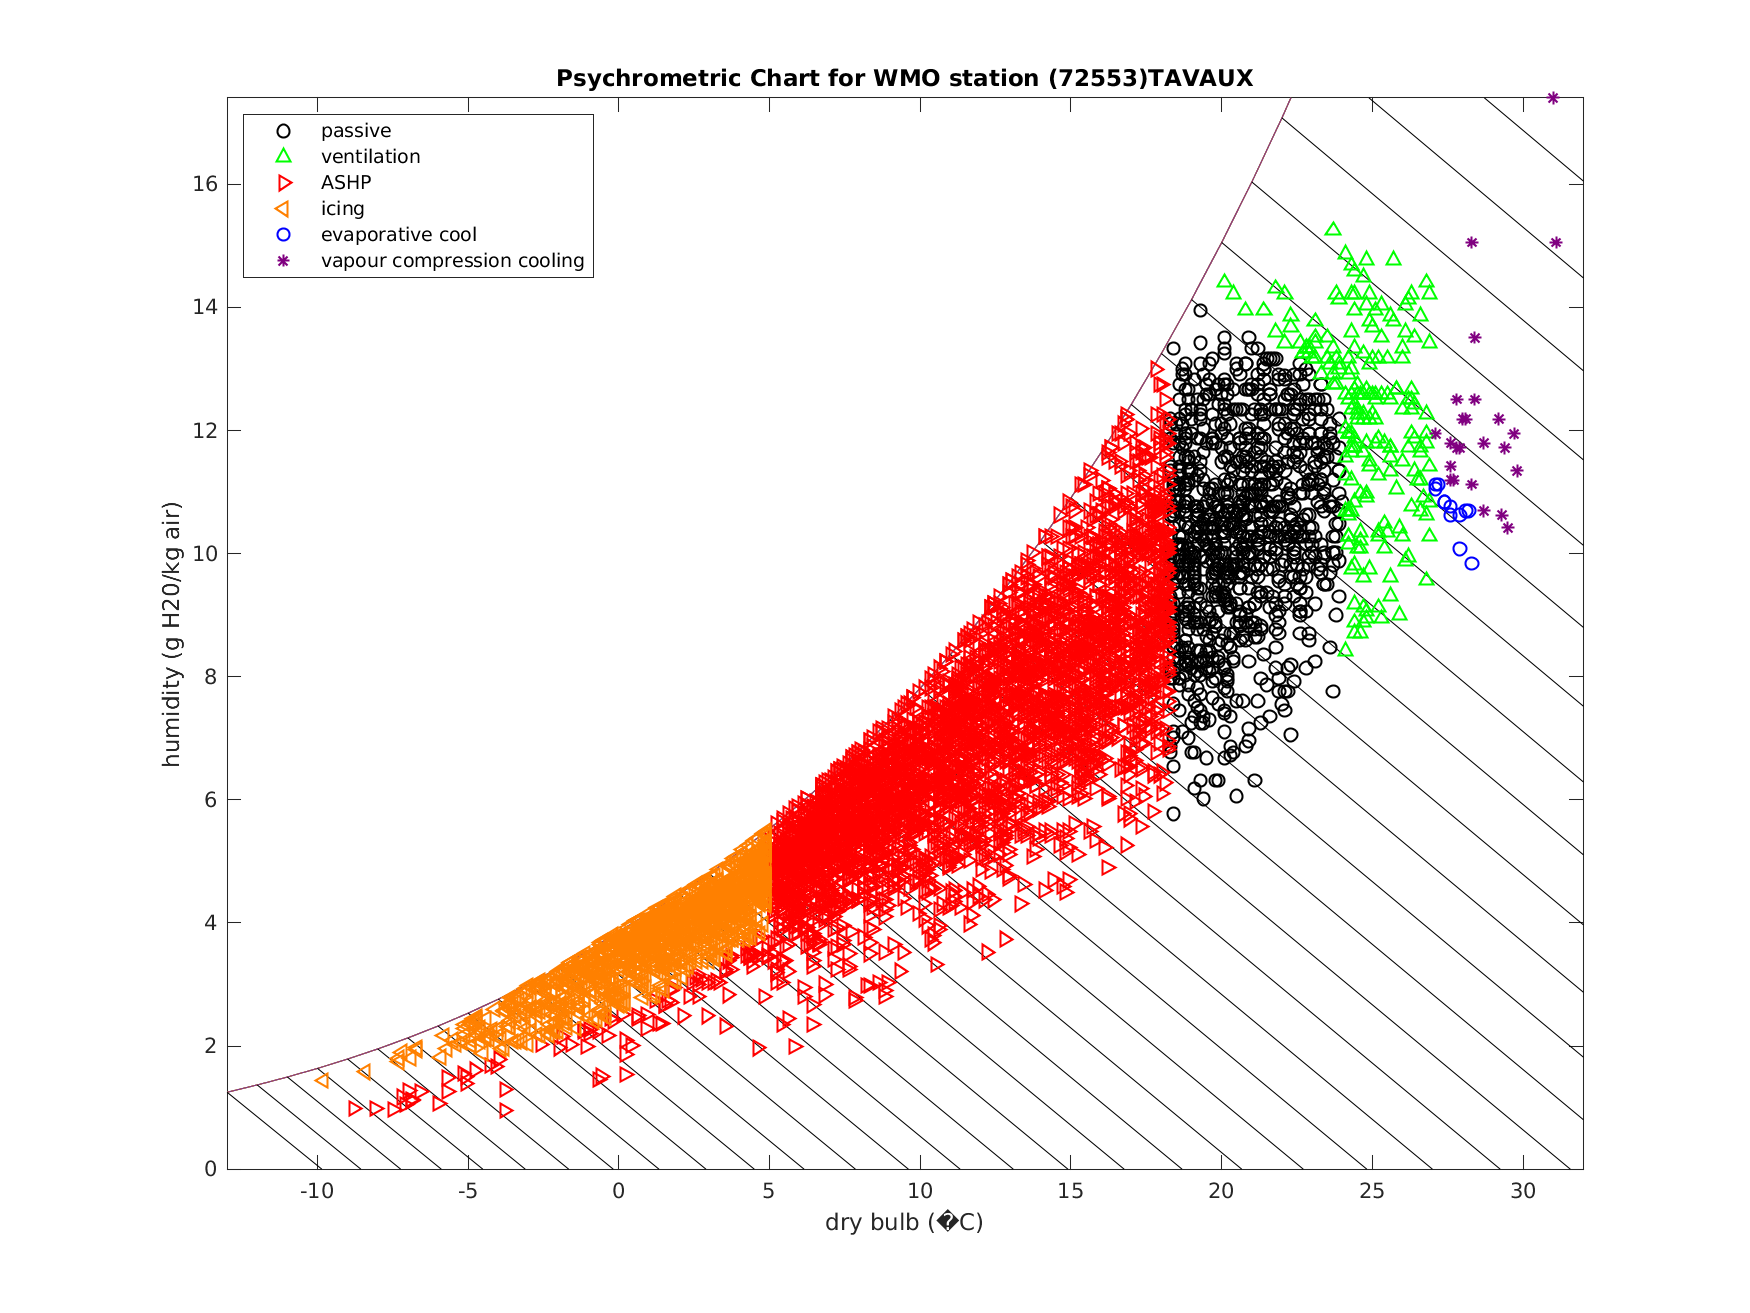 Psychrometric Chart for WMO station (72553)TAVAUX
passive
ventilation
ASHP
icing
evaporative cool
vapour compression cooling
humidity (g H20/kg air)
16
14
12
10
8
6
4
2
0
-10
-5
0
5
10
15
20
25
30
dry bulb (�C)